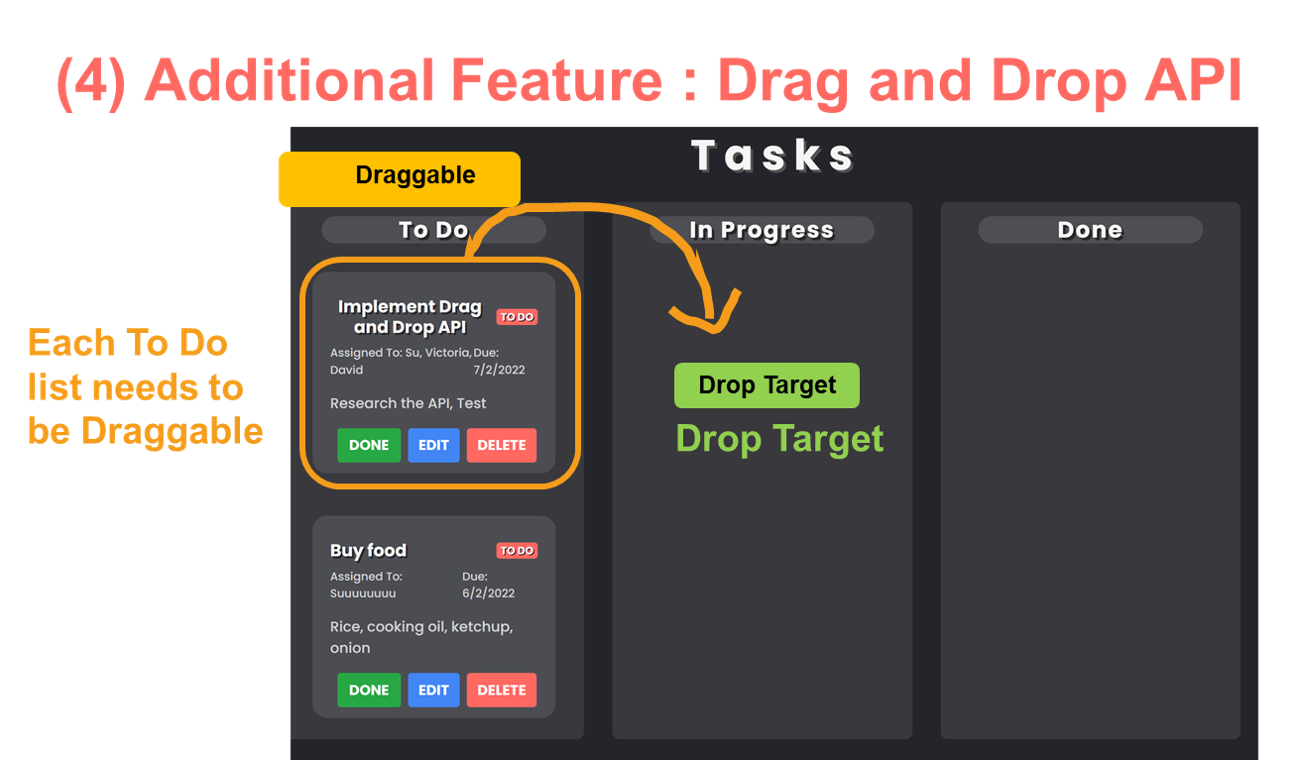 (4) Additional Feature : Drag and Drop API
Tasks
Draggable
To Do
In Progress
Done
Each To Do
list needs to
be Draggable
Implement Drag
and Drop API
TO DO
Assigned To: Su, Victoria,
David
Due:
7/2/2022
Research the API, Test
DONE EDIT DELETE
Drop Target
Drop Target
Buy food
TO DO
Assigned To:
Suuuuuuuu
Due:
6/2/2022
Rice, cooking oil, ketchup,
onion
DONE EDIT DELETE